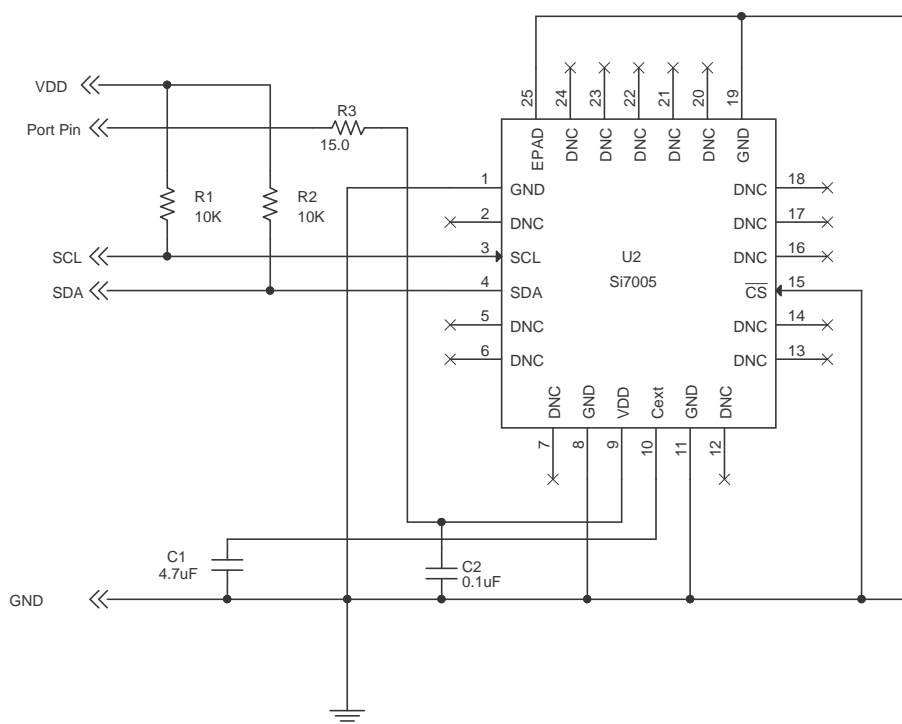 25
24
23
22
21
20
19
VDD
R3
Port Pin
15.0
EPAD
DNC
DNC
DNC
DNC
DNC
GND
1
GND
DNC
18
R1
10K
R2
10K
2
DNC
DNC
17
SCL
3
SCL
U2
DNC
16
Si7005
SDA
4
SDA
CS
15
5
DNC
DNC
14
6
DNC
DNC
13
DNC
GND
VDD
Cext
GND
DNC
7
8
9
10
11
12
C1
4.7uF
C2
0.1uF
GND